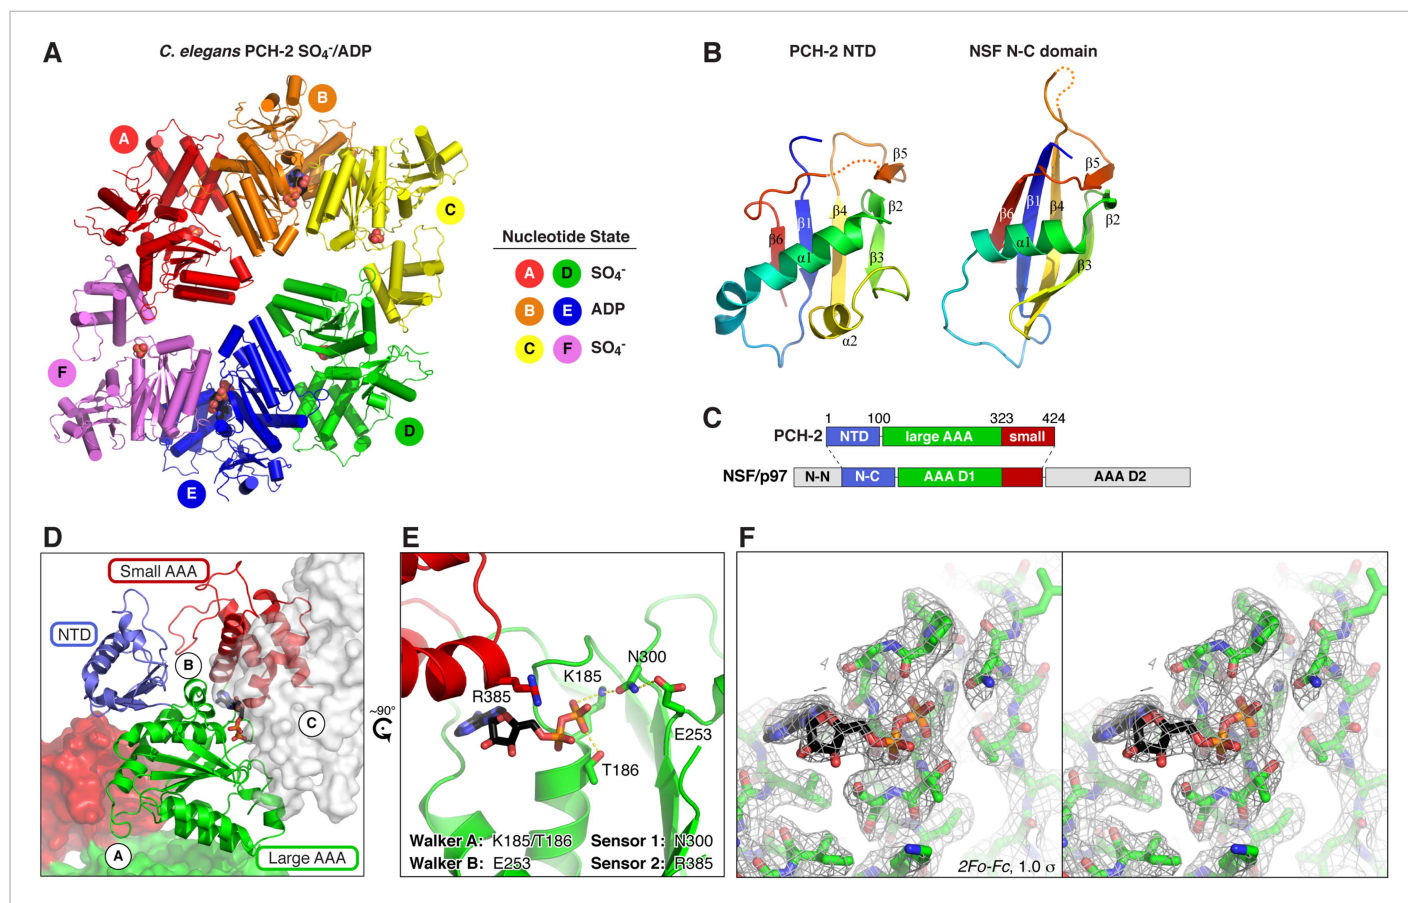 A
C. elegans PCH-2 SO₄⁻/ADP
A
B
C
D
E
F
Nucleotide State
A D SO₄⁻
B E ADP
C F SO₄⁻
B
PCH-2 NTD
NSF N-C domain
β5
β2
β4
β1
β6
α1
β3
α2
β5
β2
β4
β1
β6
α1
β3
C
1 100 323 424
PCH-2 NTD large AAA small
NSF/p97 N-N N-C AAA D1 AAA D2
D
Small AAA
NTD
B
C
A
Large AAA
~90°
E
N300
K185
R385
E253
T186
Walker A: K185/T186 Sensor 1: N300
Walker B: E253 Sensor 2: R385
F
2Fo-Fc, 1.0 σ